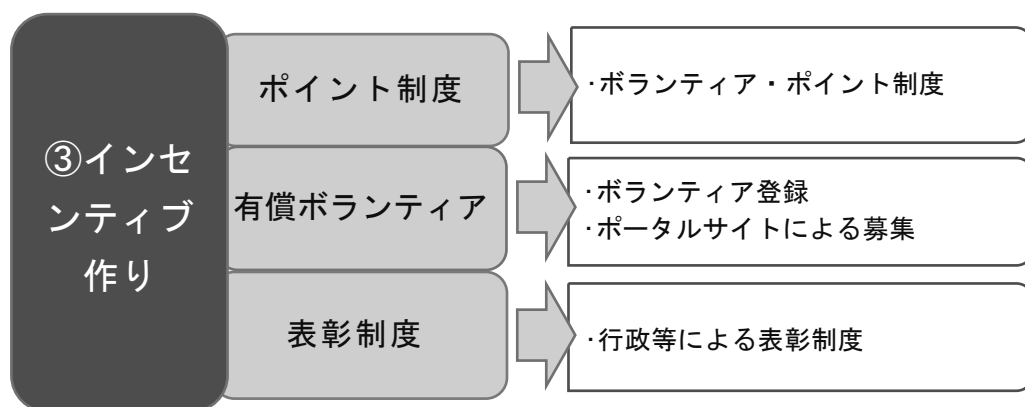 ③インセ
ンティブ
作り
ポイント制度
・ボランティア・ポイント制度
有償ボランティア
・ボランティア登録
・ポータルサイトによる募集
表彰制度
・行政等による表彰制度